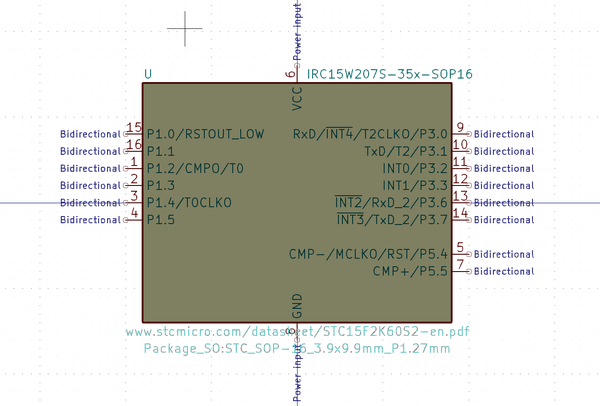 Power Input
U
IRC15W207S-35x-SOP16
6
VCC
Bidirectional 15 P1.0/RSTOUT_LOW
RxD/INT4/T2CLKO/P3.0 9 Bidirectional
Bidirectional 16 P1.1
TxD/T2/P3.1 10 Bidirectional
Bidirectional 1 P1.2/CMPO/T0
INT0/P3.2 11 Bidirectional
Bidirectional 2 P1.3
INT1/P3.3 12 Bidirectional
Bidirectional 3 P1.4/TOCLKO
INT2/RxD_2/P3.6 13 Bidirectional
Bidirectional 4 P1.5
INT3/TxD_2/P3.7 14 Bidirectional
CMP-/MCLKO/RST/P5.4 5 Bidirectional
CMP+/P5.5 7 Bidirectional
GND
8
www.stcmicro.com/datasheet/STC15F2K60S2-en.pdf
Package_SO:STC_SOP-16_3.9x9.9mm_P1.27mm
Power Input